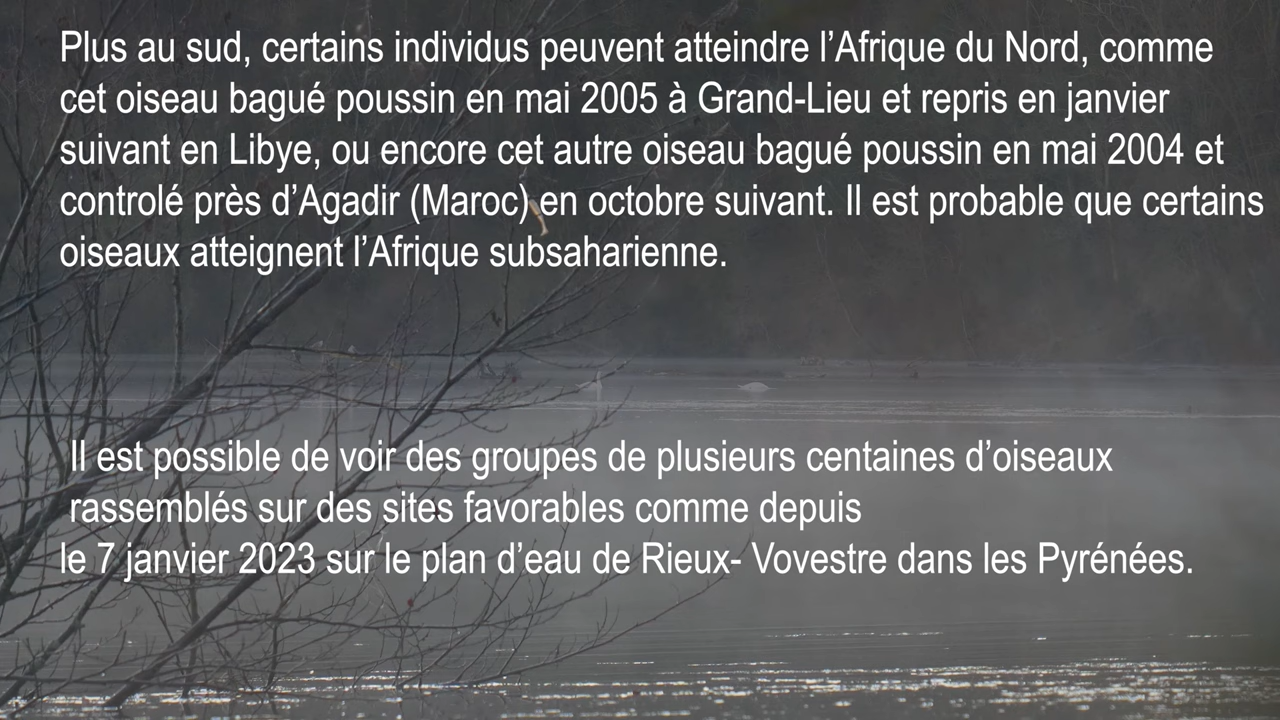 Plus au sud, certains individus peuvent atteindre l’Afrique du Nord, comme
cet oiseau bagué poussin en mai 2005 à Grand-Lieu et repris en janvier
suivant en Libye, ou encore cet autre oiseau bagué poussin en mai 2004 et
controlé près d’Agadir (Maroc) en octobre suivant. Il est probable que certains
oiseaux atteignent l’Afrique subsaharienne.
Il est possible de voir des groupes de plusieurs centaines d’oiseaux
rassemblés sur des sites favorables comme depuis
le 7 janvier 2023 sur le plan d’eau de Rieux- Vovestre dans les Pyrénées.